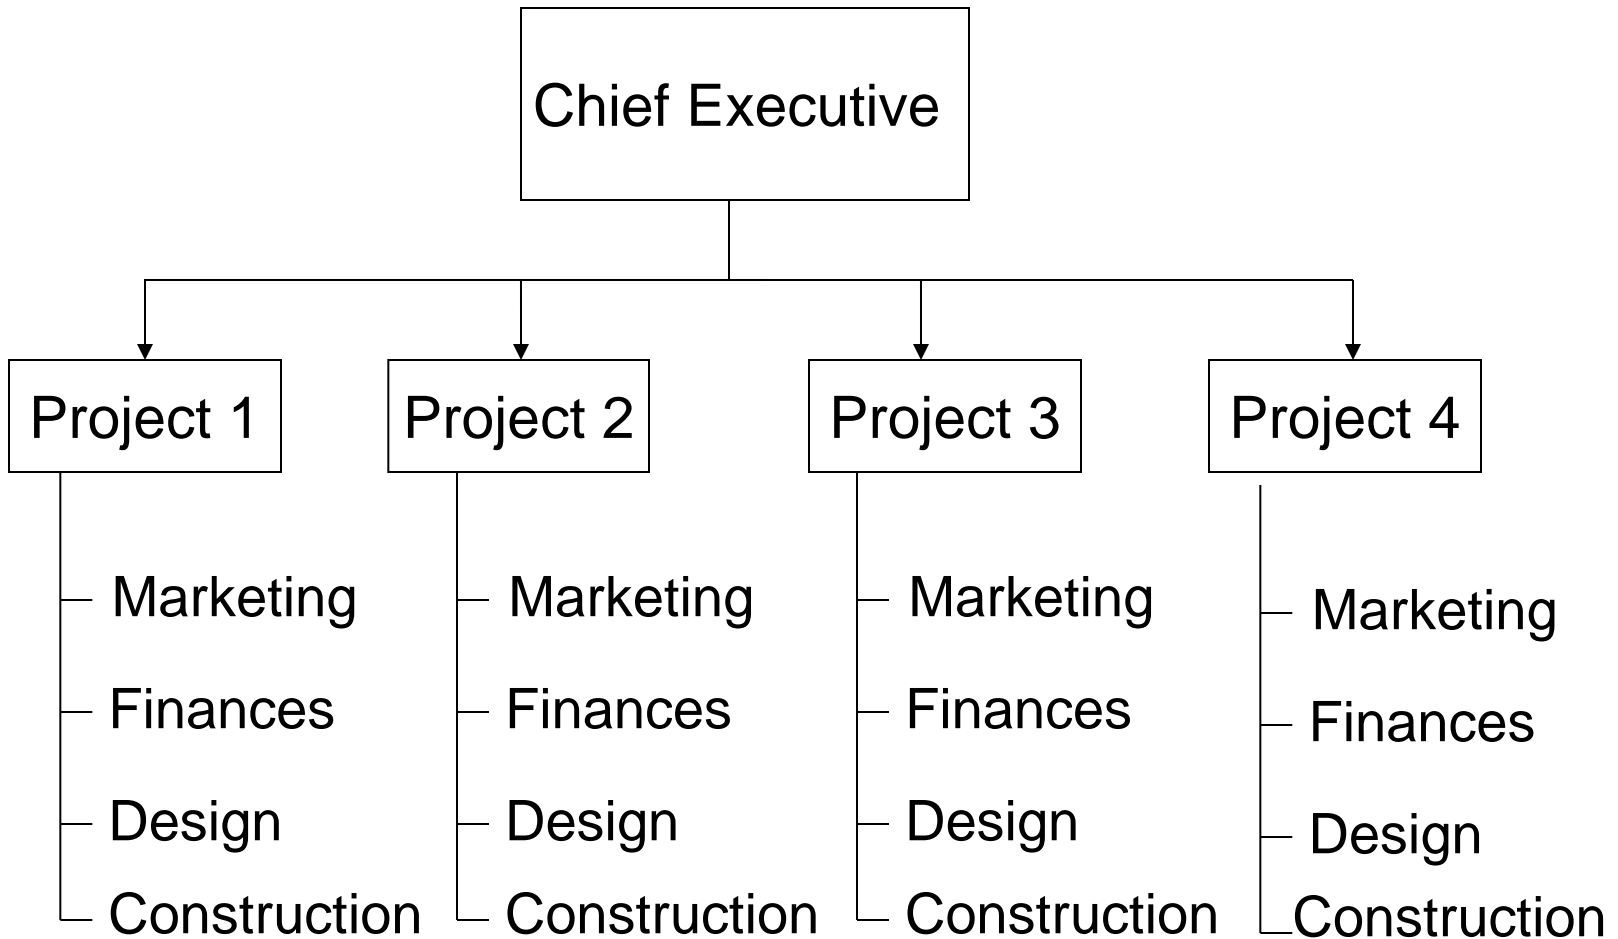 Chief Executive
Project 1
Project 2
Project 3
Project 4
Marketing
Finances
Design
Construction
Marketing
Finances
Design
Construction
Marketing
Finances
Design
Construction
Marketing
Finances
Design
Construction